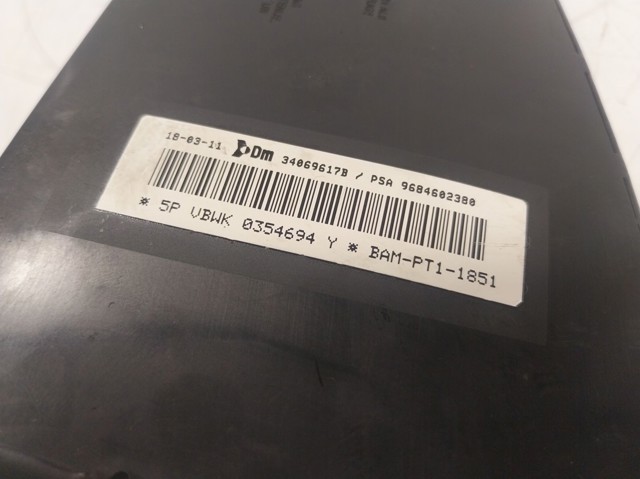 18-03-11 Dm 34069617B / PSA 9684602380
* 5P VBWK 0354694 Y * BAM-PT1-1851